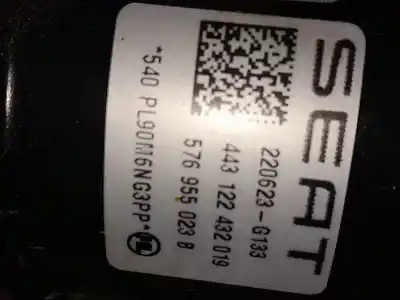 SEAT
220623-G133
443 122 432 019
576 955 023 B
*540 PL90M6NG3PP*